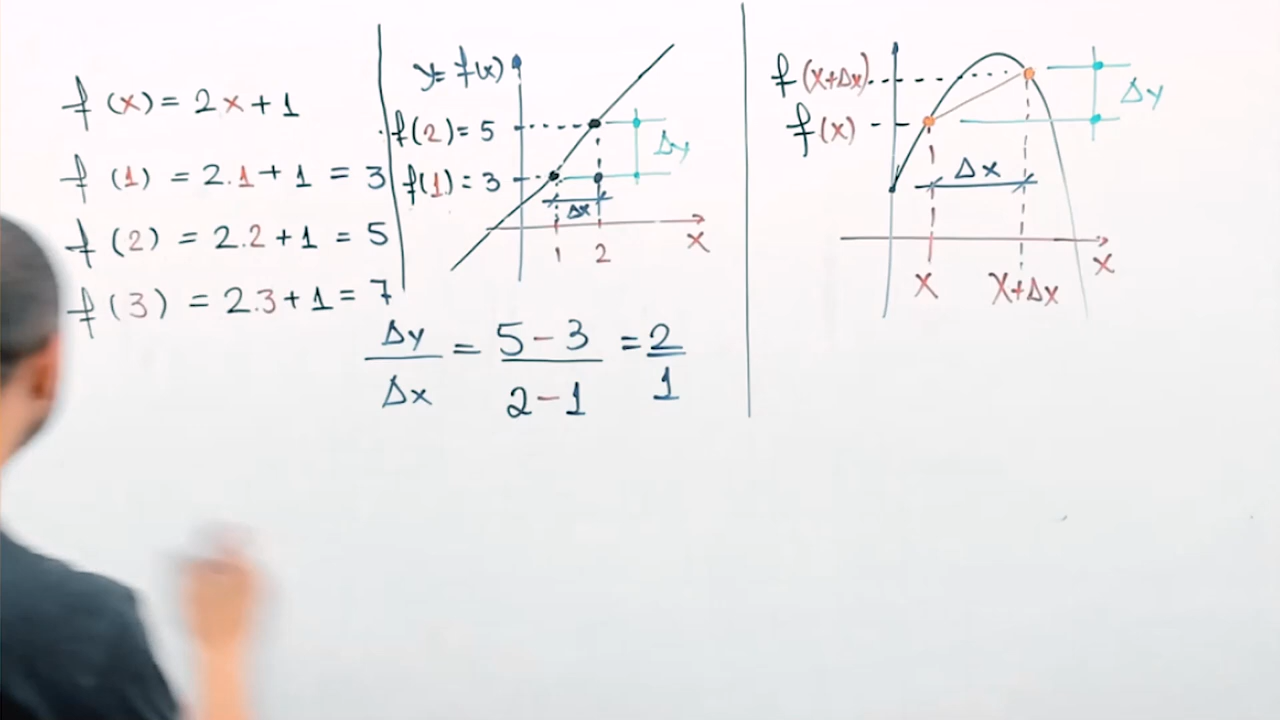 f(x) = 2x+1
f(1) = 2.1+1 = 3
f(2) = 2.2+1 = 5
f(3) = 2.3+1 = 7
y=f(x)
f(2)=5
f(1)=3
Δy
Δx
1 2
x
Δy/Δx = 5-3/2-1 = 2/1
f(x+Δx)
f(x)
Δy
Δx
x x+Δx
x